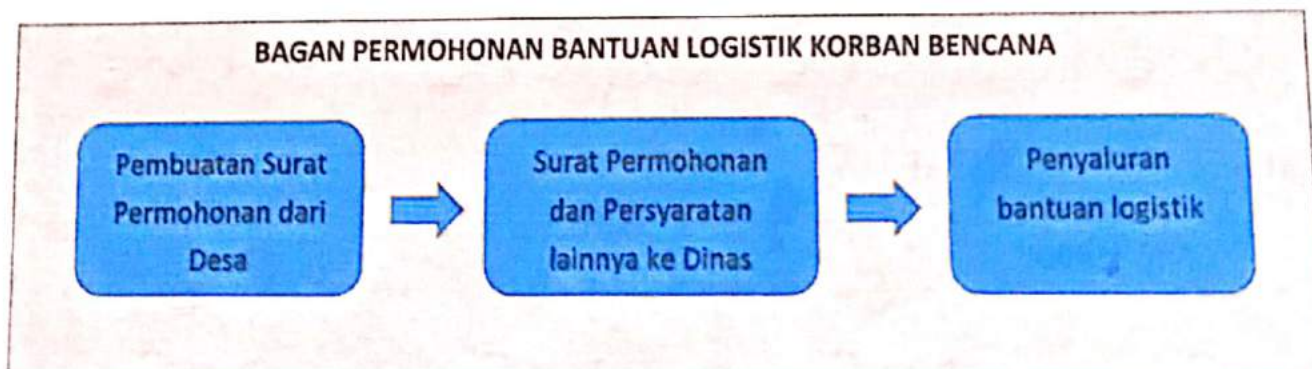 BAGAN PERMOHONAN BANTUAN LOGISTIK KORBAN BENCANA
Pembuatan Surat
Permohonan dari
Desa
Surat Permohonan
dan Persyaratan
lainnya ke Dinas
Penyaluran
bantuan logistik